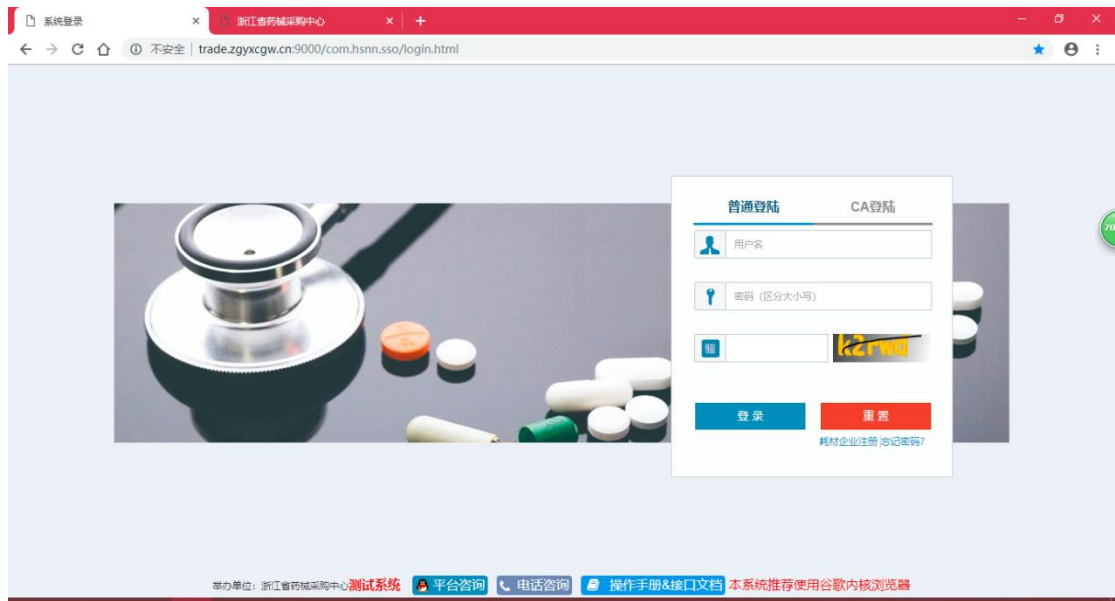 系统登录
浙江省药械采购中心
不安全 | trade.zgyxcgw.cn:9000/com.hsnn.sso/login.html
普通登陆 CA登陆
用户名
密码（区分大小写）
k2rwd
登 录 重 置
耗材企业注册 |忘记密码?
70
举办单位：浙江省药械采购中心测试系统 平台咨询 电话咨询 操作手册&接口文档 本系统推荐使用谷歌内核浏览器